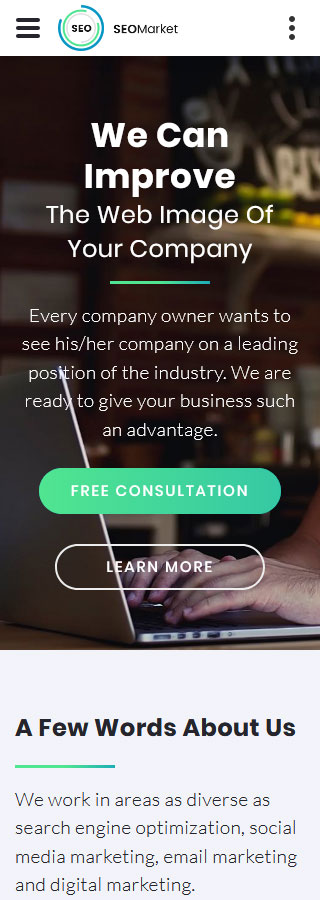 SEO SEOMarket
We Can
Improve
The Web Image Of
Your Company
Every company owner wants to
see his/her company on a leading
position of the industry. We are
ready to give your business such
an advantage.
FREE CONSULTATION
LEARN MORE
A Few Words About Us
We work in areas as diverse as
search engine optimization, social
media marketing, email marketing
and digital marketing.